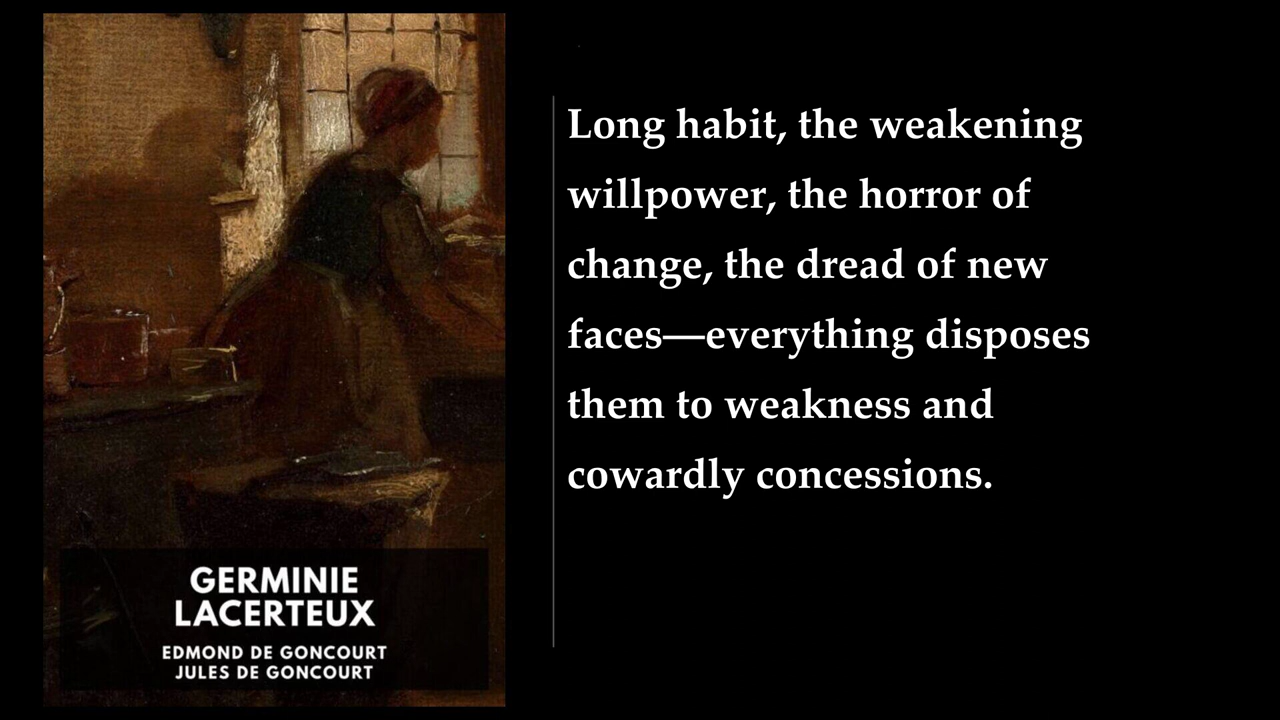 Long habit, the weakening
willpower, the horror of
change, the dread of new
faces—everything disposes
them to weakness and
cowardly concessions.
GERMINIE
LACERTEUX
EDMOND DE GONCOURT
JULES DE GONCOURT